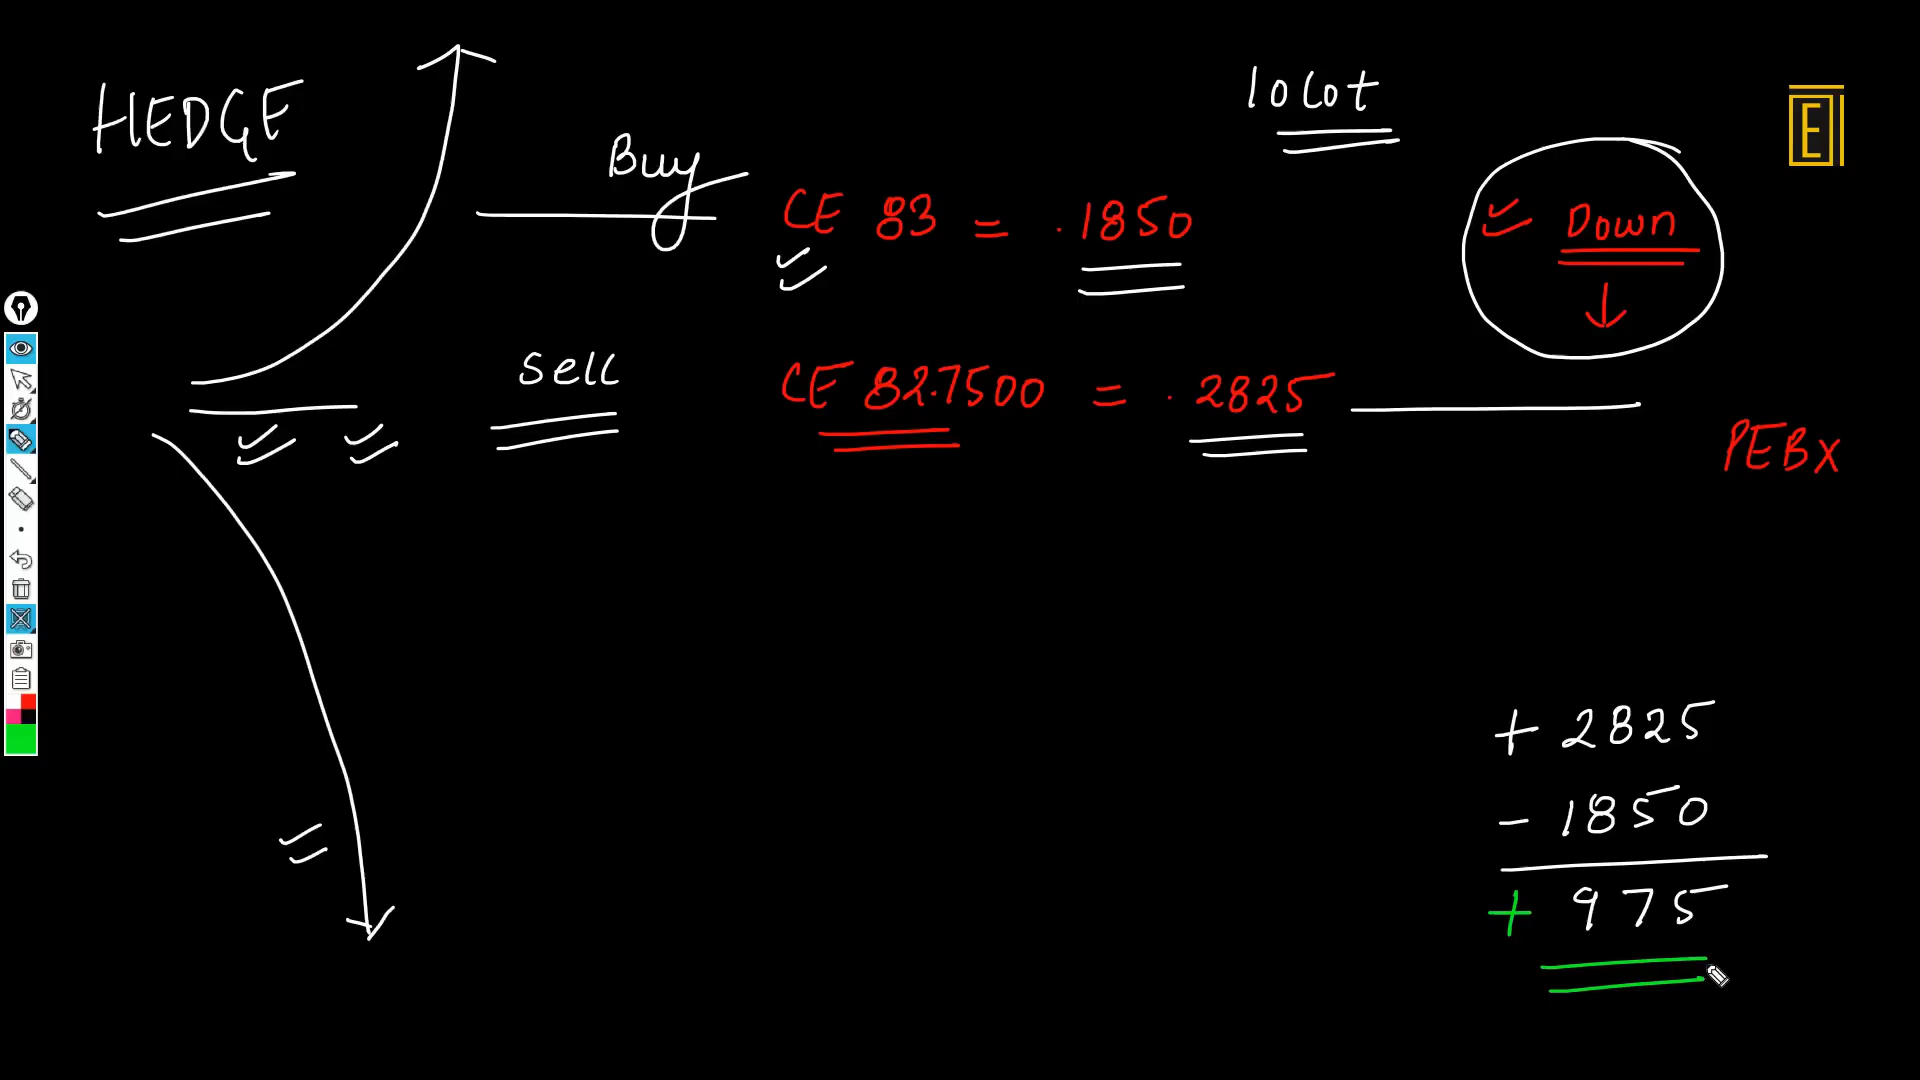 HEDGE
10 Lot
Buy
CE 83 = .1850
Down
Sell
CE 82.7500 = .2825
PEBX
+ 2825
- 1850
+ 975
E